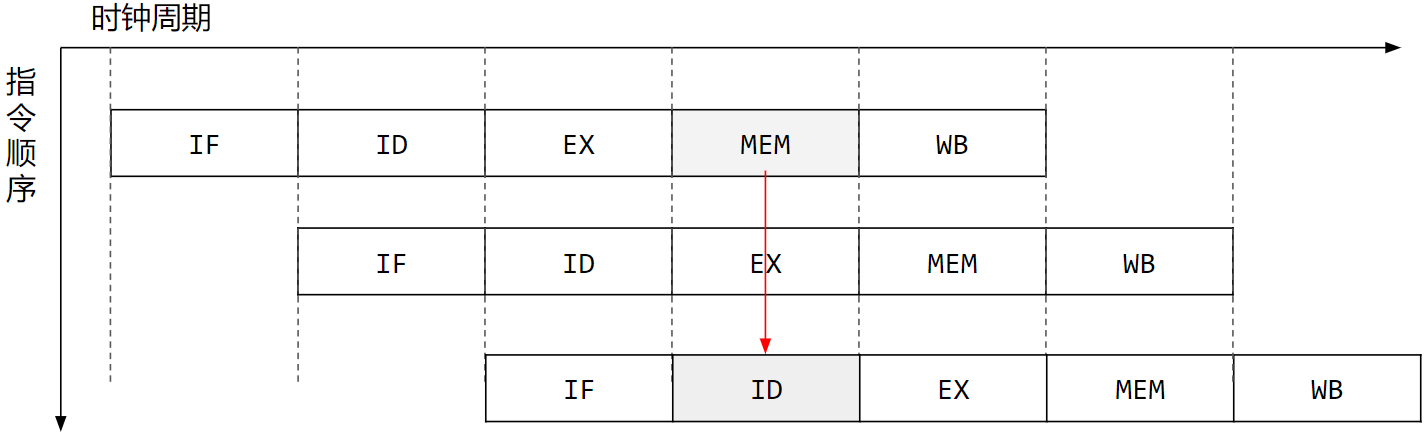 时钟周期
指令顺序
IF ID EX MEM WB
IF ID EX MEM WB
IF ID EX MEM WB